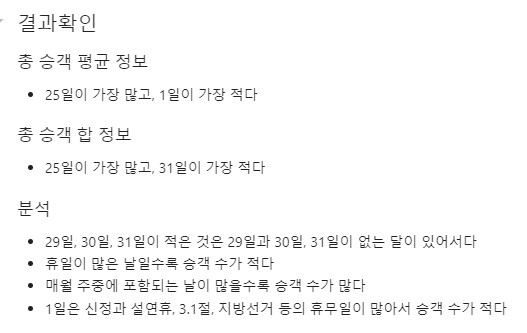 결과확인
총 승객 평균 정보
25일이 가장 많고, 1일이 가장 적다
총 승객 합 정보
25일이 가장 많고, 31일이 가장 적다
분석
29일, 30일, 31일이 적은 것은 29일과 30일, 31일이 없는 달이 있어서다
휴일이 많은 날일수록 승객 수가 적다
매월 주중에 포함되는 날이 많을수록 승객 수가 많다
1일은 신정과 설연휴, 3.1절, 지방선거 등의 휴무일이 많아서 승객 수가 적다